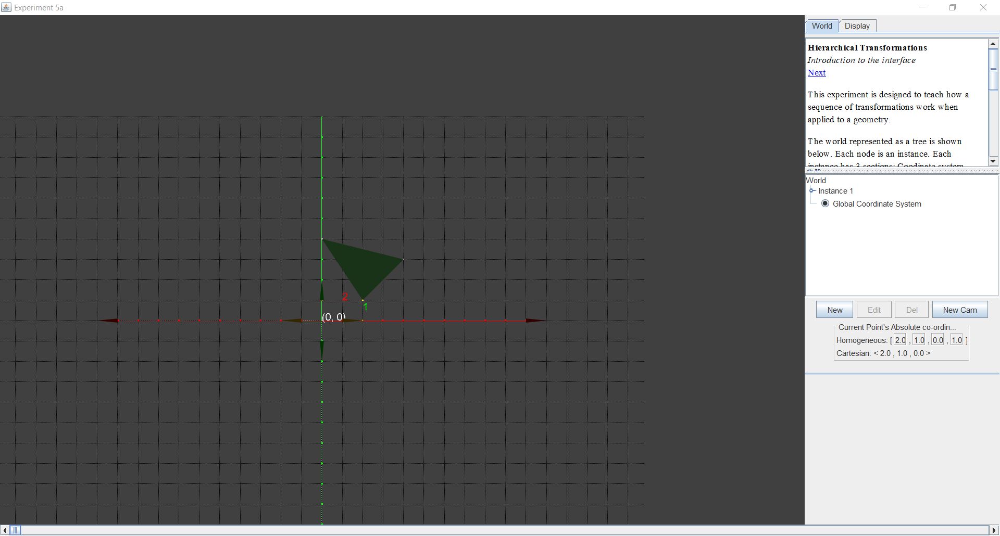 Experiment 5a
World Display
Hierarchical Transformations
Introduction to the interface
Next
This experiment is designed to teach how a
sequence of transformations work when
applied to a geometry.
The world represented as a tree is shown
below. Each node is an instance. Each
instance has 3 sections: Coodinate system
World
Instance 1
Global Coordinate System
2
1
(0, 0)
New Edit Del New Cam
Current Point's Absolute co-ordin...
Homogeneous: [ 2.0 , 1.0 , 0.0 , 1.0 ]
Cartesian: < 2.0 , 1.0 , 0.0 >